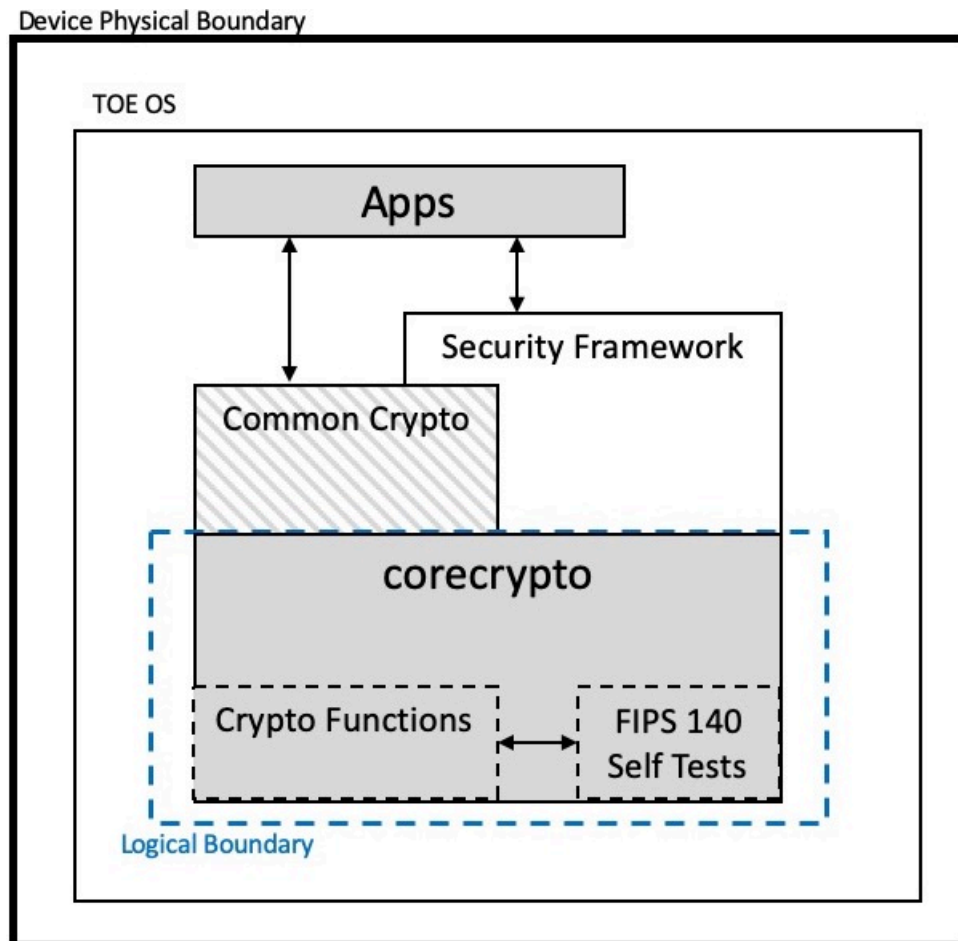 Device Physical Boundary
TOE OS
Apps
Security Framework
Common Crypto
corecrypto
Crypto Functions
FIPS 140
Self Tests
Logical Boundary